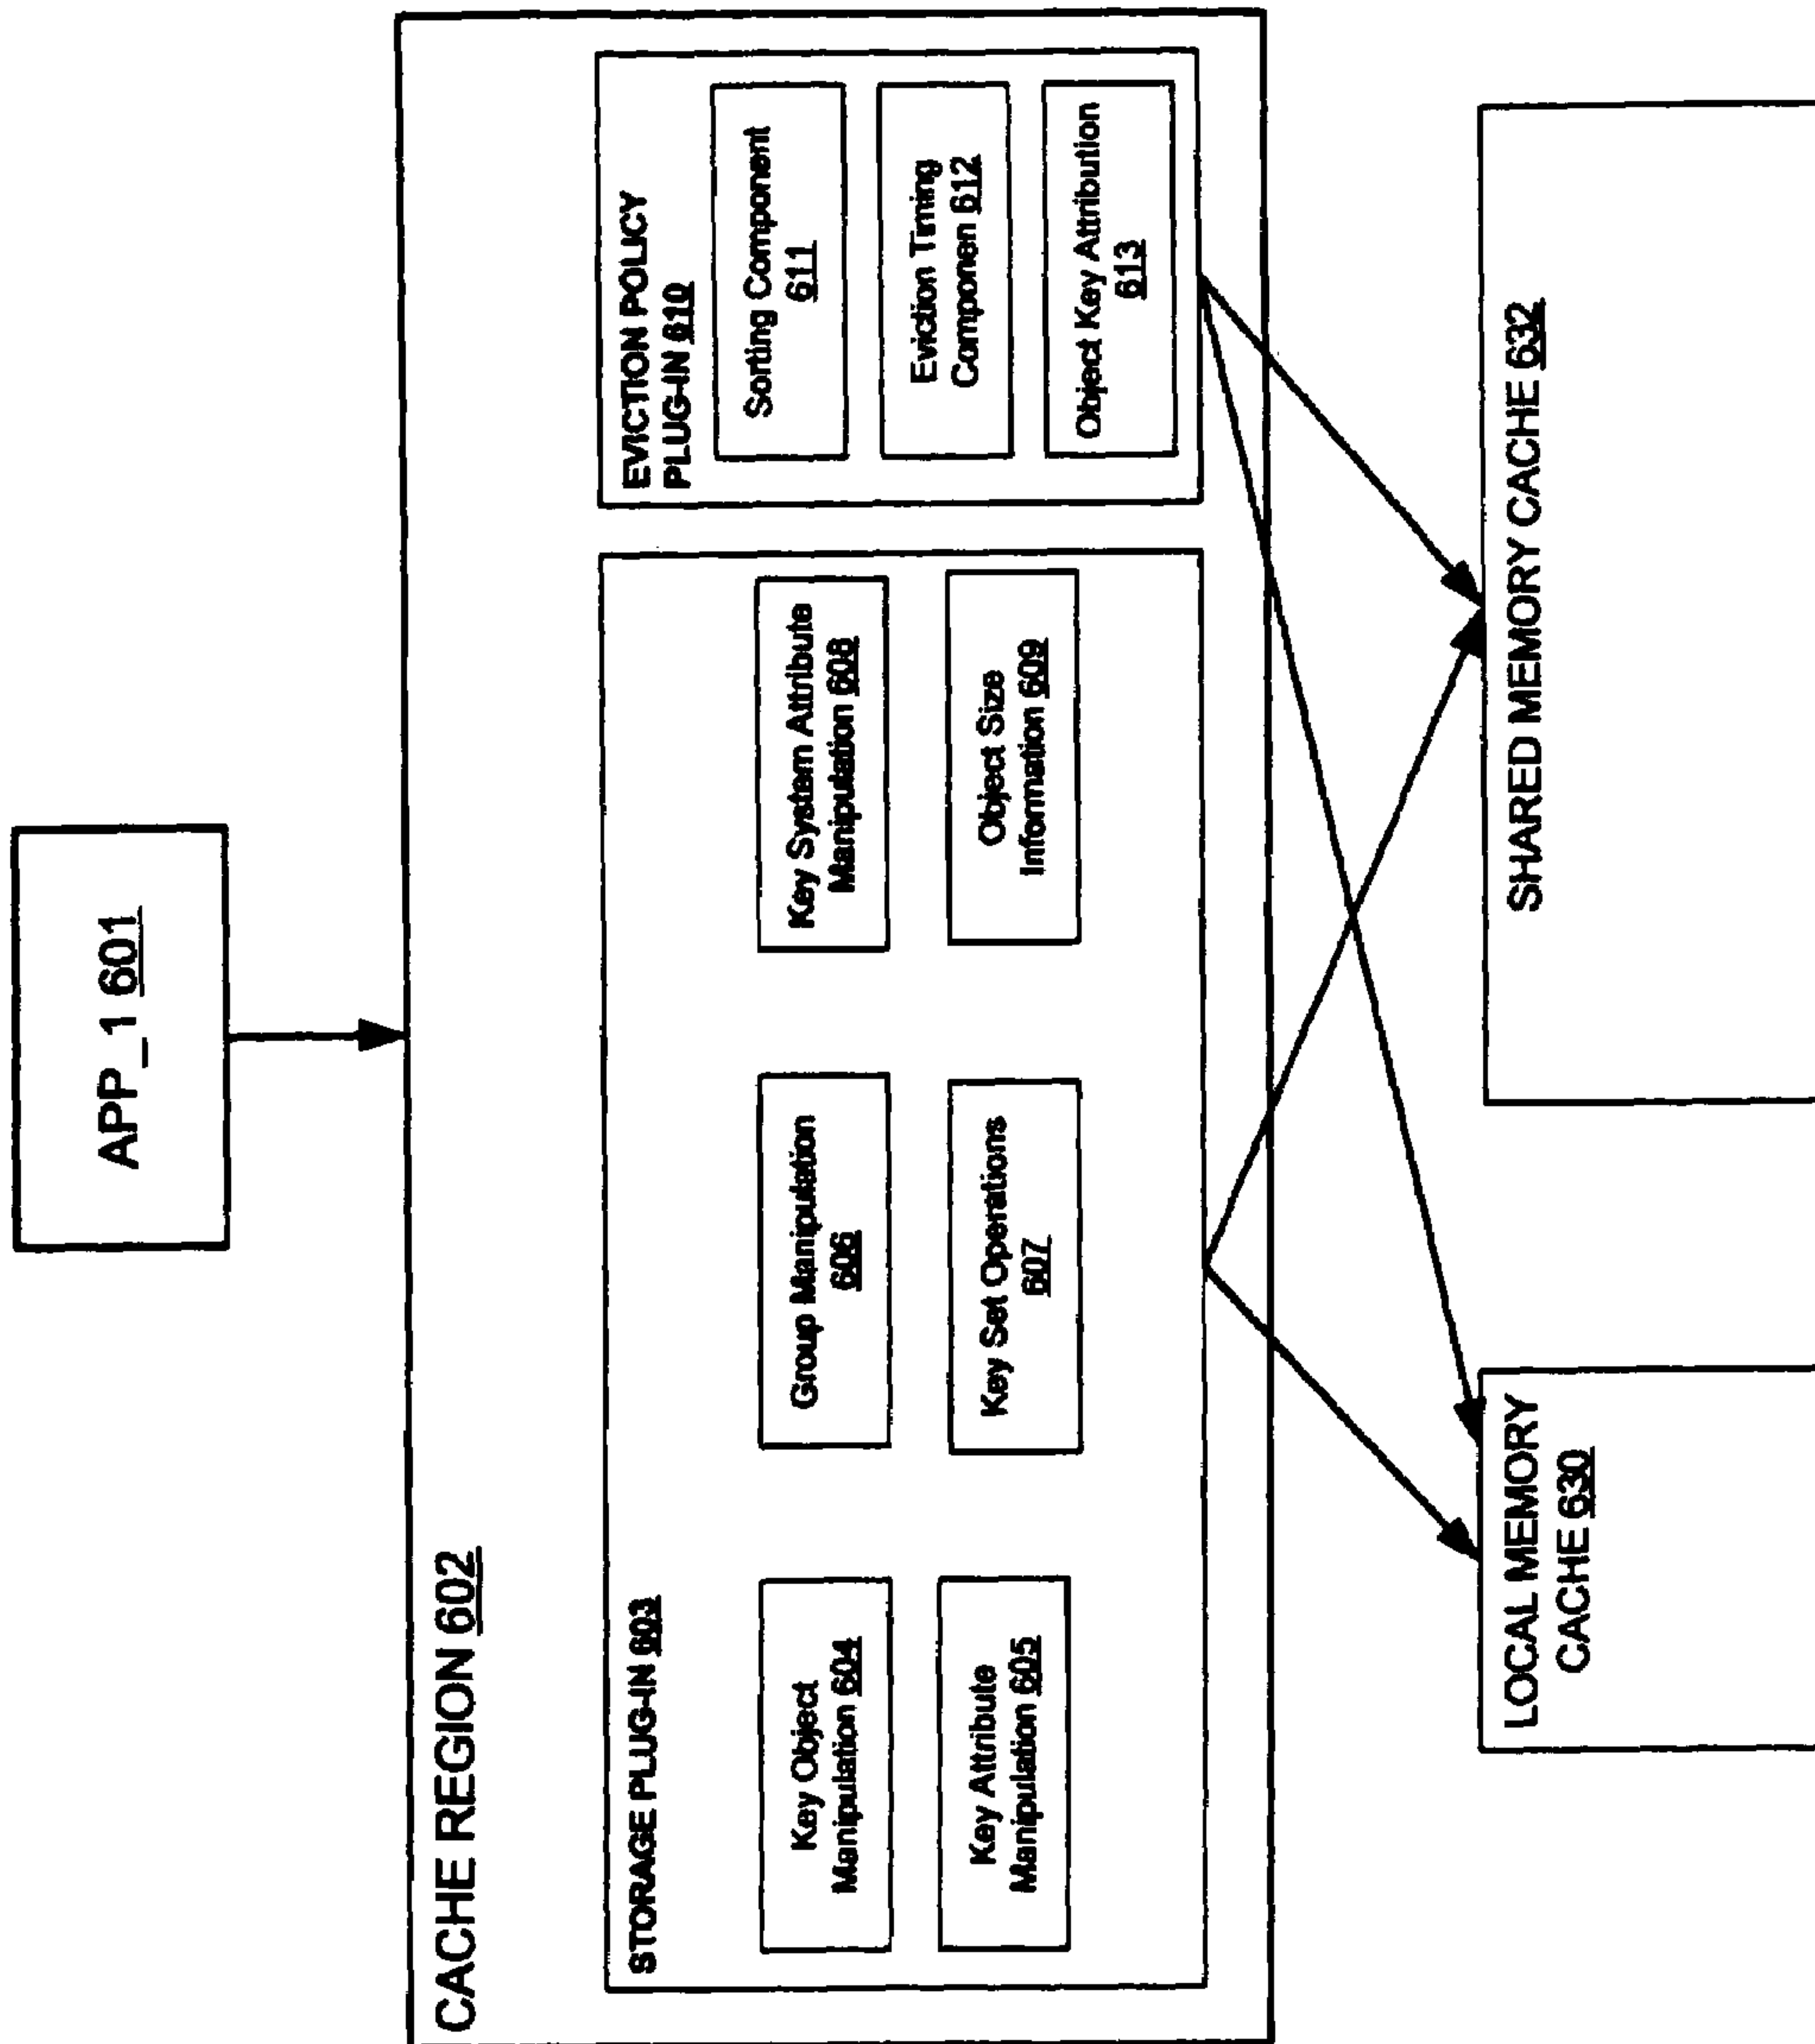 APP_1 601
CACHE REGION 602
STORAGE PLUG-IN 603
Key Object
Manipulation 604
Key Attribute
Manipulation 605
Group Manipulation
606
Key Set Operations
607
Key System Attribute
Manipulation 608
Object Size
Information 609
EVICTION POLICY
PLUG-IN 610
Sorting Component
611
Eviction Timing
Componen 612
Object Key Attribution
613
LOCAL MEMORY
CACHE 630
SHARED MEMORY CACHE 632